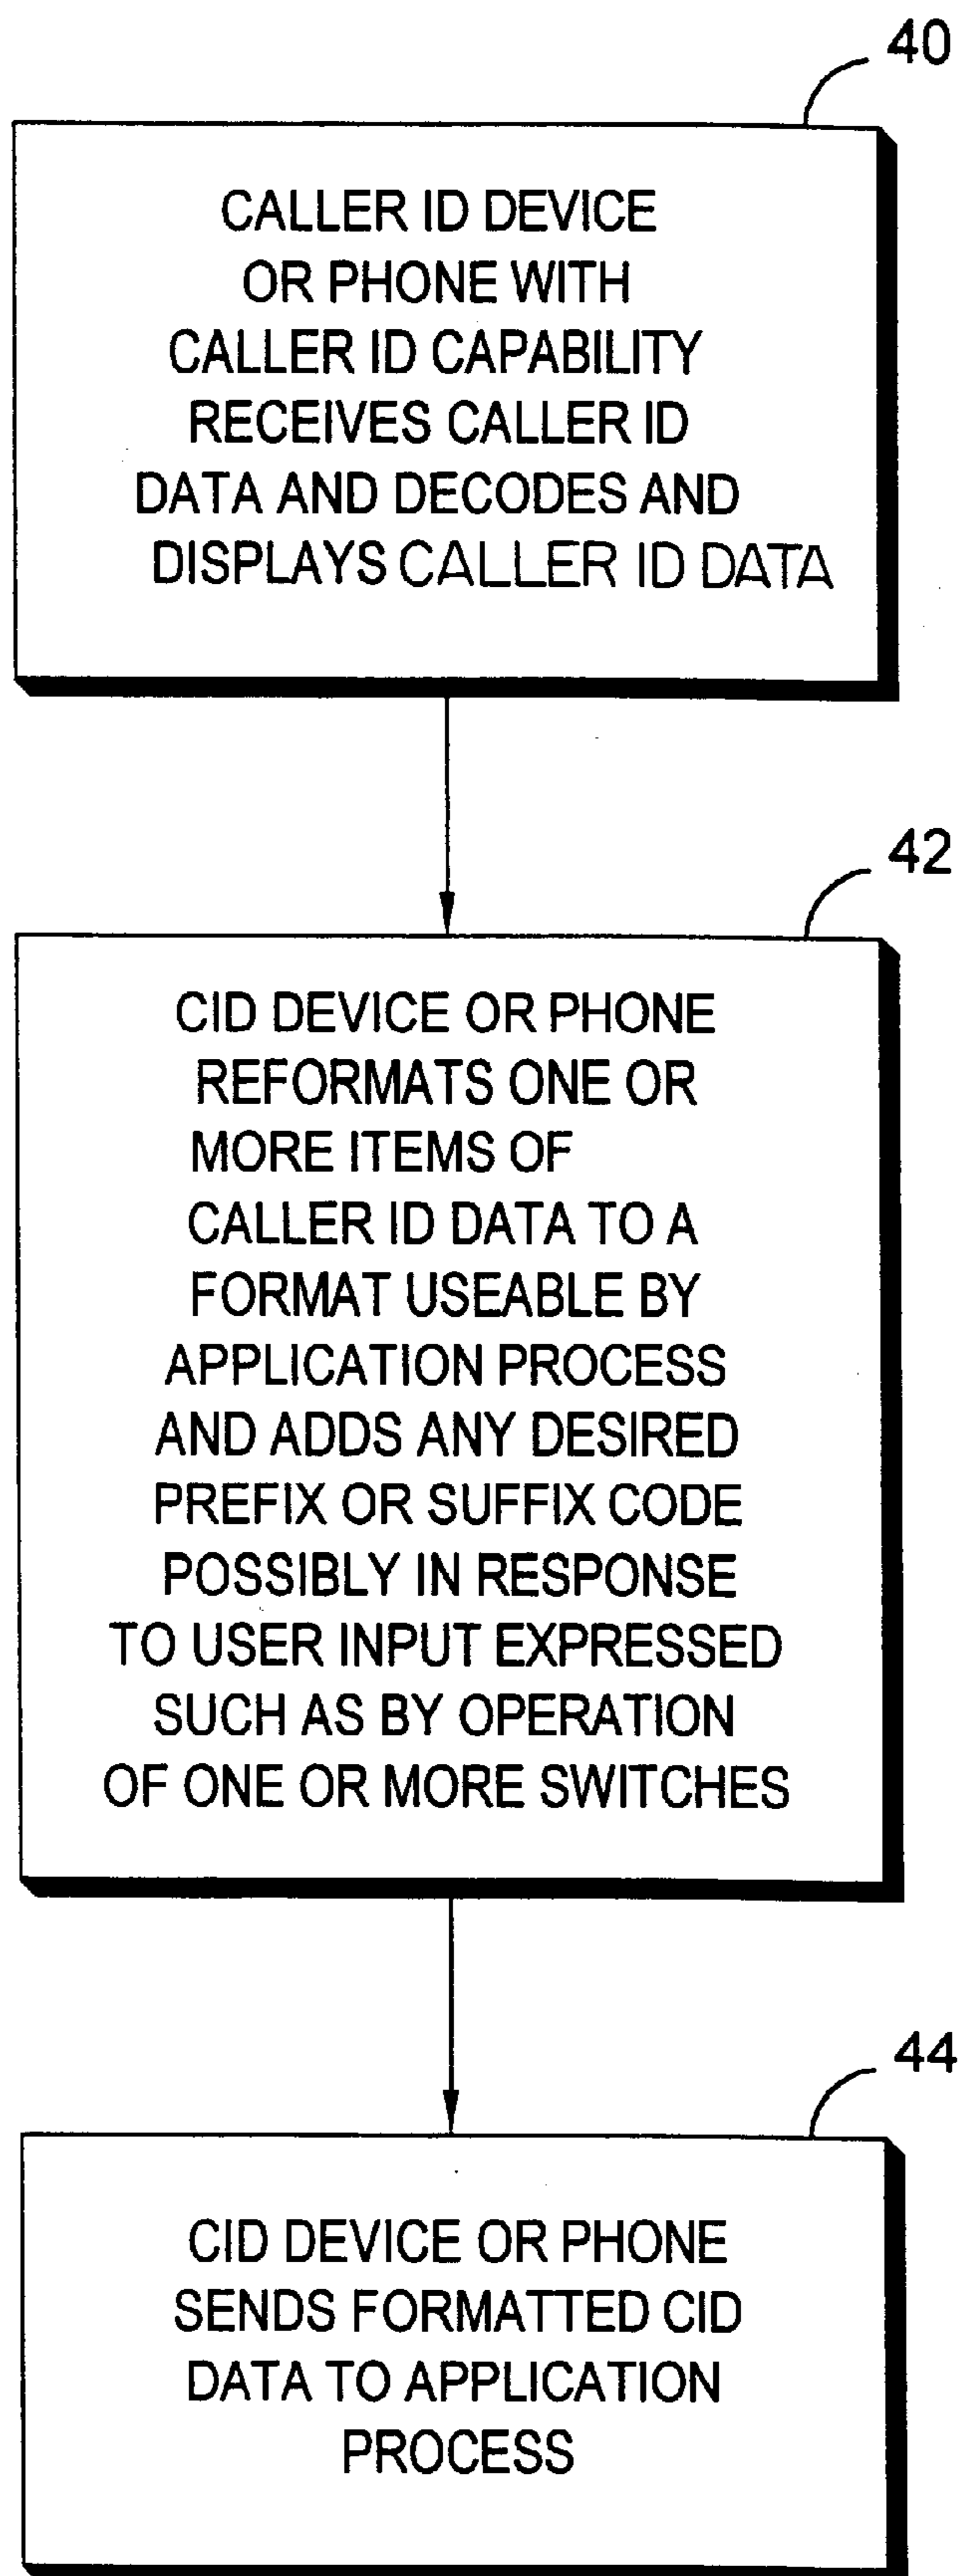 40
CALLER ID DEVICE
OR PHONE WITH
CALLER ID CAPABILITY
RECEIVES CALLER ID
DATA AND DECODES AND
DISPLAYS CALLER ID DATA
42
CID DEVICE OR PHONE
REFORMATS ONE OR
MORE ITEMS OF
CALLER ID DATA TO A
FORMAT USEABLE BY
APPLICATION PROCESS
AND ADDS ANY DESIRED
PREFIX OR SUFFIX CODE
POSSIBLY IN RESPONSE
TO USER INPUT EXPRESSED
SUCH AS BY OPERATION
OF ONE OR MORE SWITCHES
44
CID DEVICE OR PHONE
SENDS FORMATTED CID
DATA TO APPLICATION
PROCESS